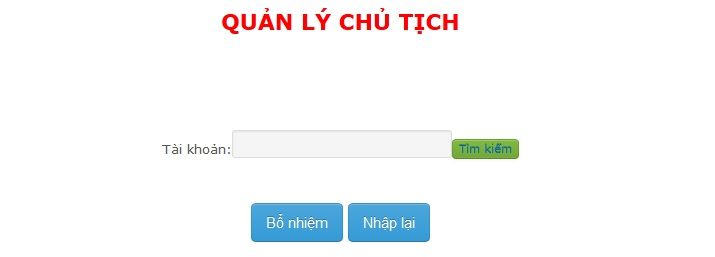 QUẢN LÝ CHỦ TỊCH
Tài khoản: Tìm kiếm
Bổ nhiệm Nhập lại